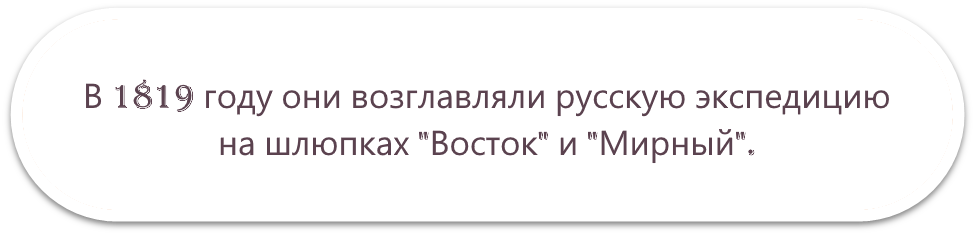 В 1819 году они возглавляли русскую экспедицию
на шлюпках "Восток" и "Мирный".